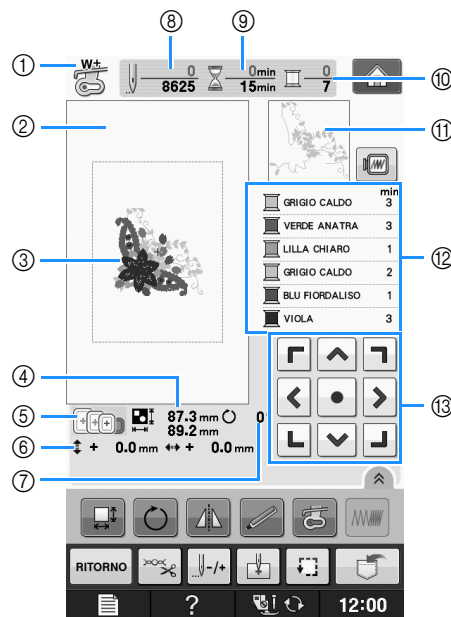 ⑧ ⑨
① W±
0 0min 0
8625 15min 7 ⑩
② ⑪
min
GRIGIO CALDO 3
VERDE ANATRA 3
LILLA CHIARO 1
③ GRIGIO CALDO 2 ⑫
BLU FIORDALISO 1
VIOLA 3
④
⑤ 87.3 mm 0
89.2 mm
⑥ + 0.0 mm + 0.0 mm
⑦
⑬
RITORNO -/+
? 12:00